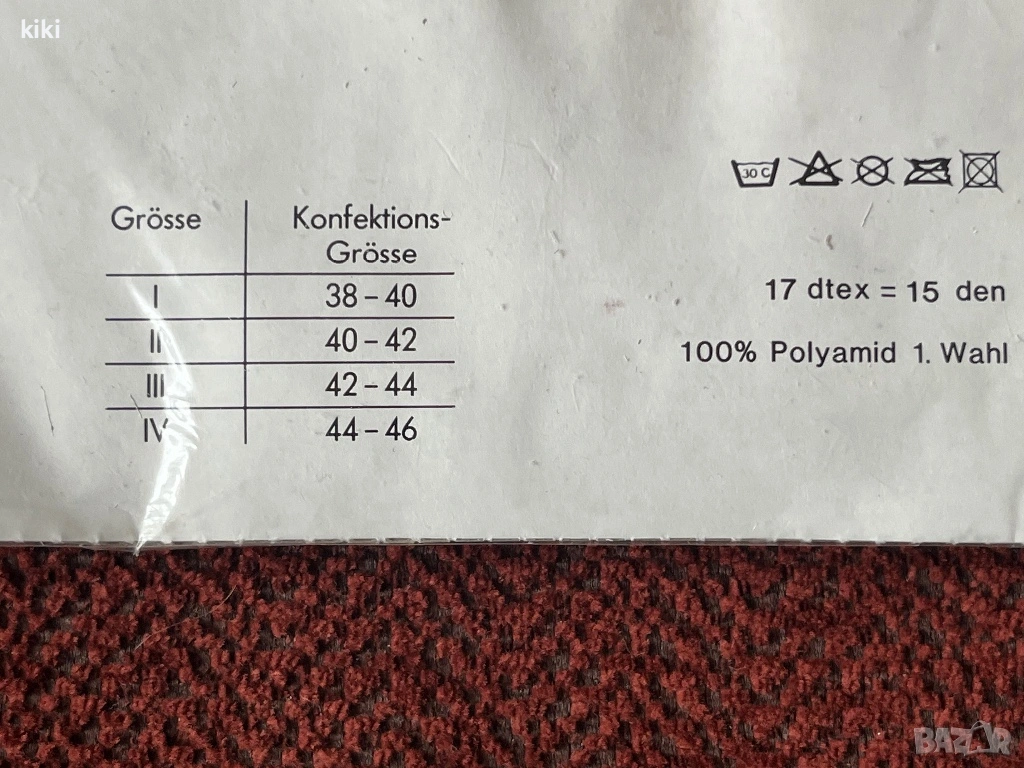 kiki
30 C
Grösse Konfektions-
Grösse
I 38 – 40
II 40 – 42
III 42 – 44
IV 44 – 46
17 dtex = 15 den
100% Polyamid 1. Wahl
BAZAR